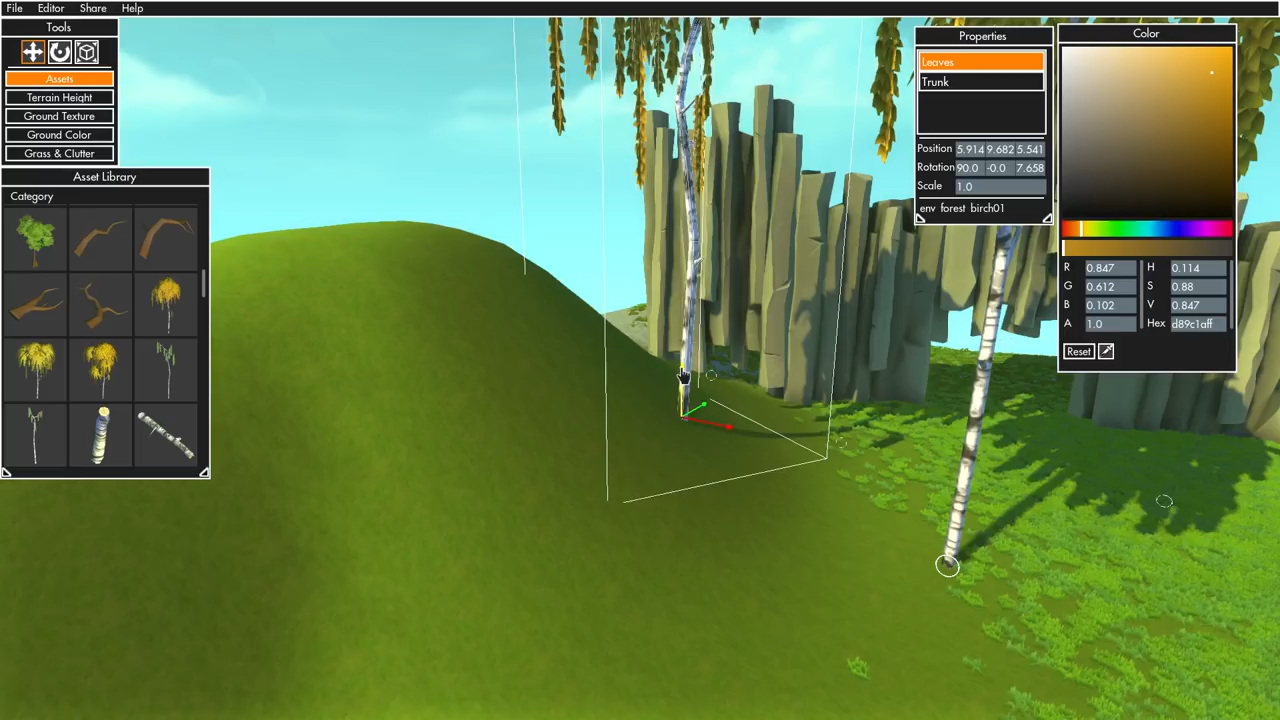 File Editor Share Help
Tools
Assets
Terrain Height
Ground Texture
Ground Color
Grass & Clutter
Asset Library
Category
Properties
Leaves
Trunk
Position 5.914 9.682 5.541
Rotation 90.0 -0.0 7.658
Scale 1.0
env forest birch01
Color
R 0.847 H 0.114
G 0.612 S 0.88
B 0.102 V 0.847
A 1.0 Hex d89c1aff
Reset